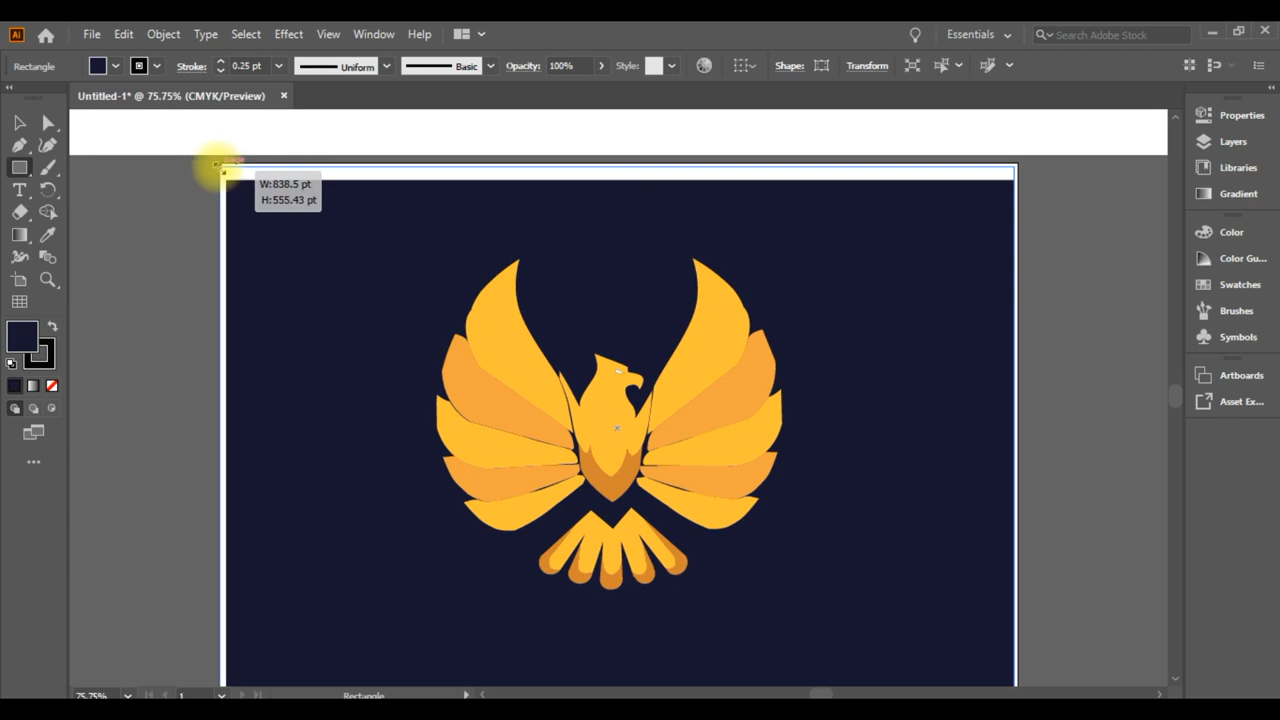 Ai File Edit Object Type Select Effect View Window Help Essentials Search Adobe Stock
Rectangle Stroke: 0.25 pt Uniform Basic Opacity: 100% Style: Shape: Transform
Untitled-1* @ 75.75% (CMYK/Preview)
W:838.5 pt
H:555.43 pt
Properties
Layers
Libraries
Gradient
Color
Color Gu...
Swatches
Brushes
Symbols
Artboards
Asset Ex...
75.75% 1 Rectangle